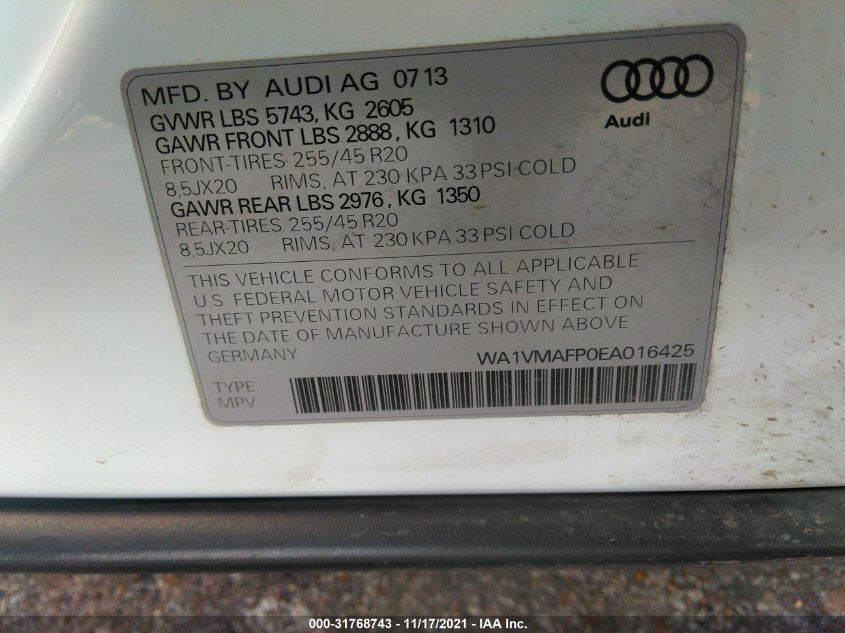 MFD. BY AUDI AG 0713
GVWR LBS 5743, KG 2605
GAWR FRONT LBS 2888, KG 1310
FRONT-TIRES 255/45 R20
8,5JX20 RIMS, AT 230 KPA 33 PSI COLD
GAWR REAR LBS 2976, KG 1350
REAR-TIRES 255/45 R20
8,5JX20 RIMS, AT 230 KPA 33 PSI COLD
THIS VEHICLE CONFORMS TO ALL APPLICABLE
U.S. FEDERAL MOTOR VEHICLE SAFETY AND
THEFT PREVENTION STANDARDS IN EFFECT ON
THE DATE OF MANUFACTURE SHOWN ABOVE
GERMANY WA1VMAFP0EA016425
TYPE:
MPV
Audi
000-31768743 - 11/17/2021 - IAA Inc.